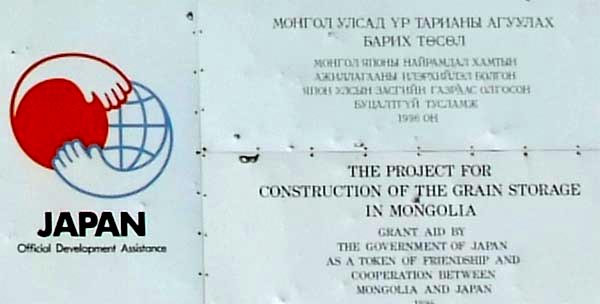 JAPAN
Official Development Assistance
МОНГОЛ УЛСАД ҮР ТАРИАНЫ АГУУЛАХ
БАРИХ ТӨСӨЛ
МОНГОЛ ЯПОНЫ НАЙРАМДАЛ ХАМТЫН
АЖИЛЛАГААНЫ ИЛЭРХИЙЛЭЛ БОЛГОН
ЯПОН УЛСЫН ЗАСГИЙН ГАЗРААС ОЛГОСОН
БУЦАЛТГҮЙ ТУСЛАМЖ
1996 ОН
THE PROJECT FOR
CONSTRUCTION OF THE GRAIN STORAGE
IN MONGOLIA
GRANT AID BY
THE GOVERNMENT OF JAPAN
AS A TOKEN OF FRIENDSHIP AND
COOPERATION BETWEEN
MONGOLIA AND JAPAN
1996